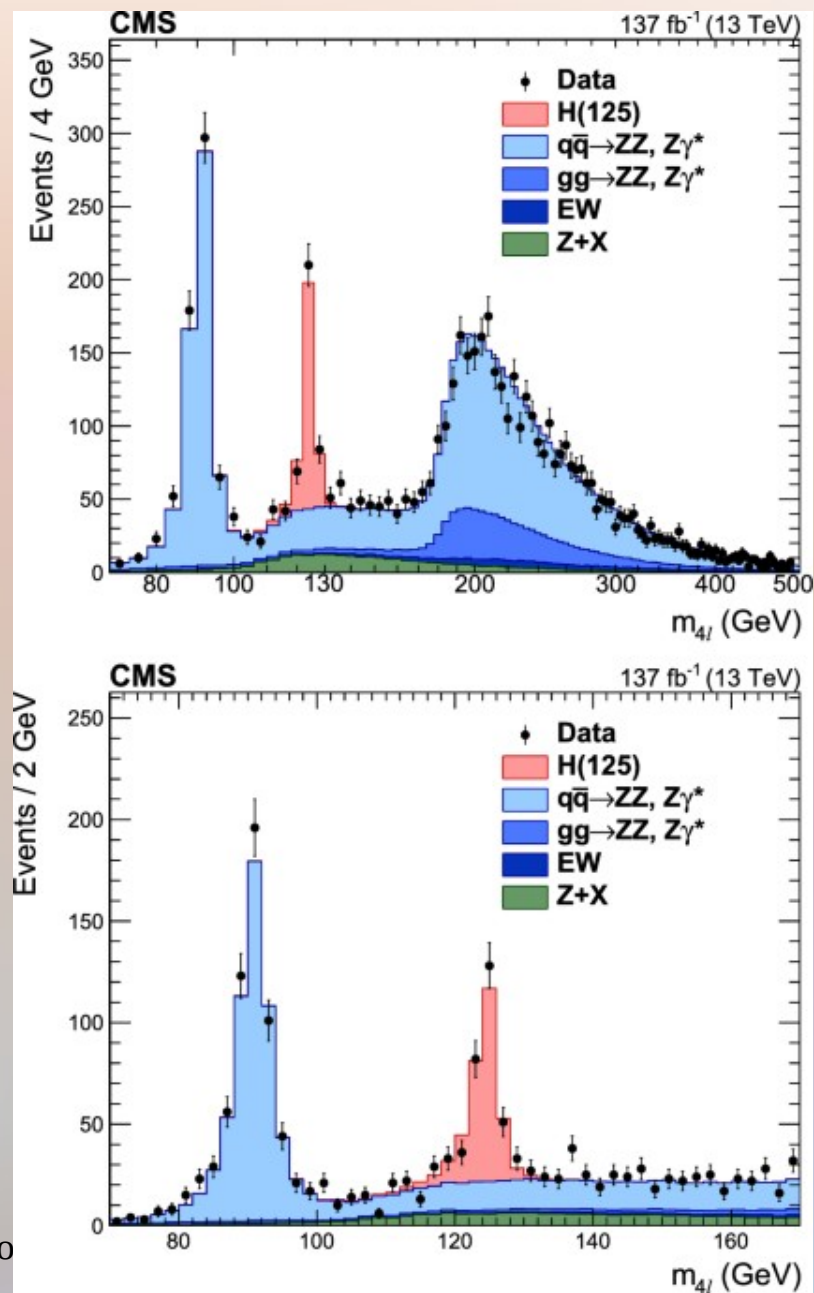 CMS 137 fb⁻¹ (13 TeV)
Events / 4 GeV
350
300
250
200
150
100
50
0
Data
H(125)
qq̄→ZZ, Zγ*
gg→ZZ, Zγ*
EW
Z+X
80 100 130 200 300 400 500
m4l (GeV)
CMS 137 fb⁻¹ (13 TeV)
Events / 2 GeV
250
200
150
100
50
0
Data
H(125)
qq̄→ZZ, Zγ*
gg→ZZ, Zγ*
EW
Z+X
80 100 120 140 160
m4l (GeV)